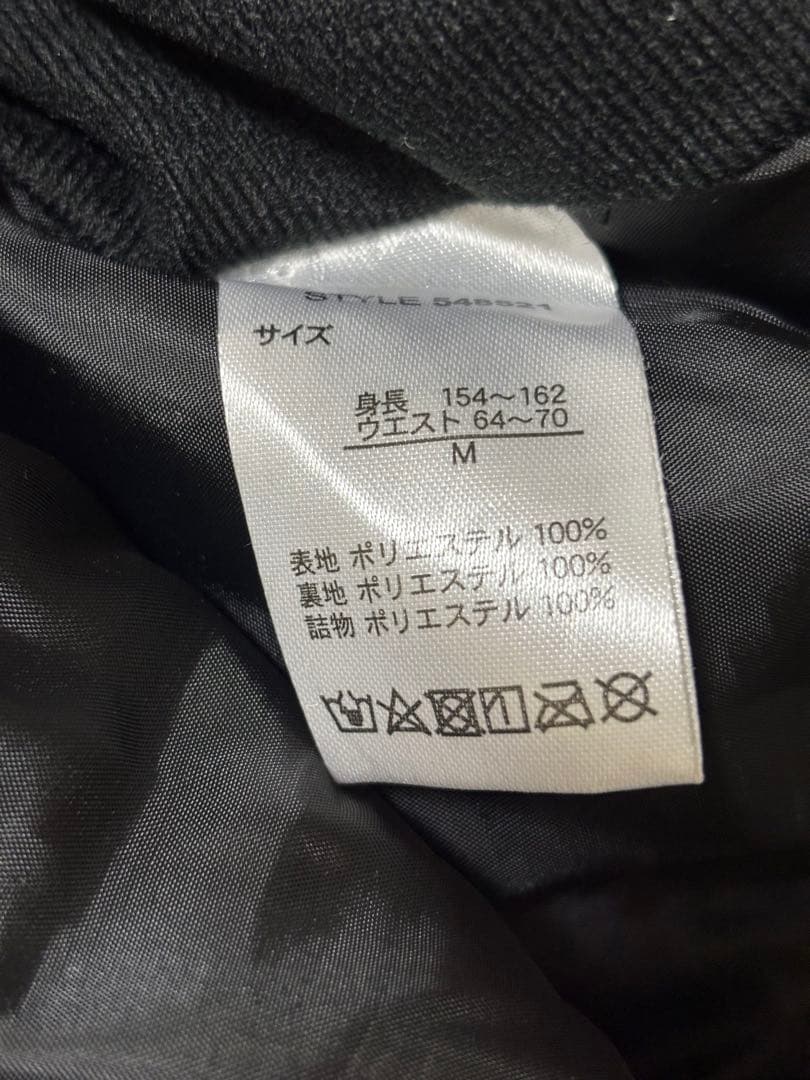 STYLE 548821
サイズ
身長 154～162
ウエスト 64～70
M
表地 ポリエステル 100%
裏地 ポリエステル 100%
詰物 ポリエステル 100%